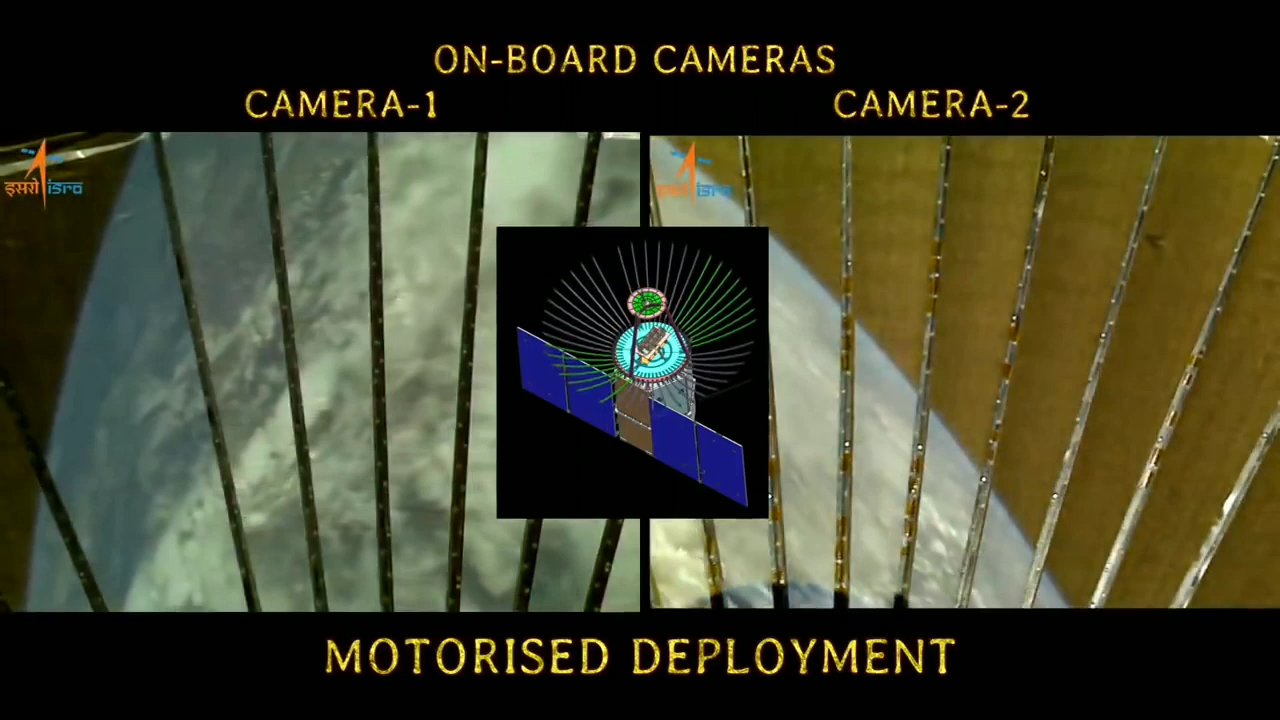 ON-BOARD CAMERAS
CAMERA-1
CAMERA-2
इसरो isro
इसरो isro
MOTORISED DEPLOYMENT